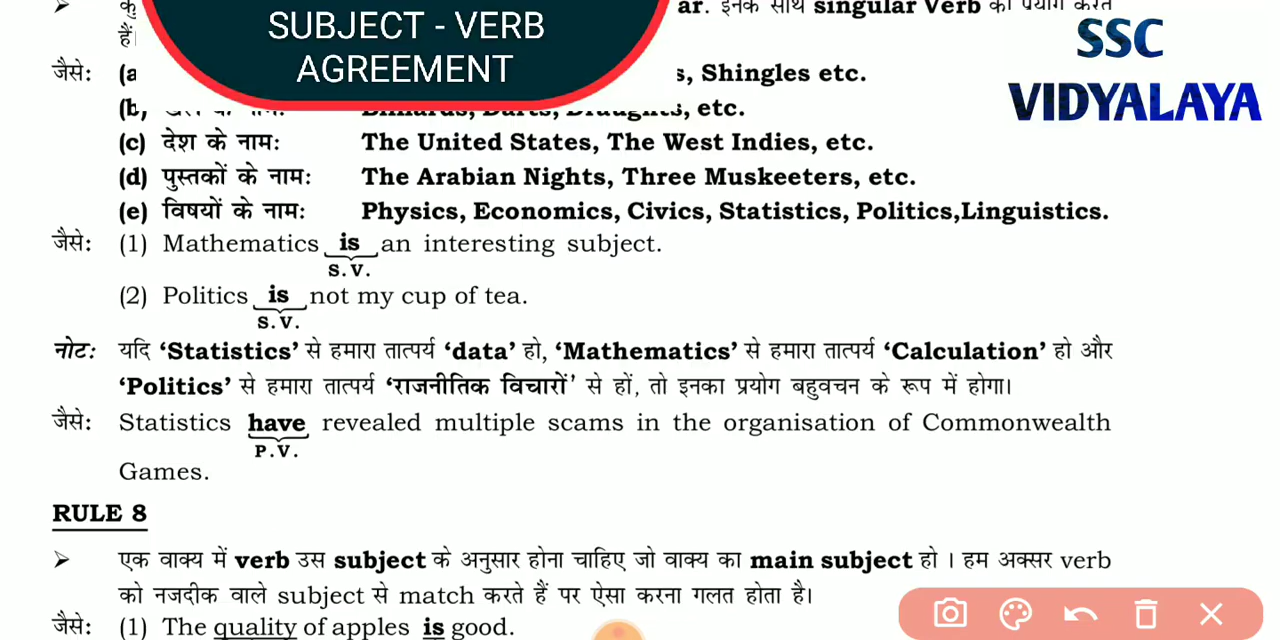 SUBJECT - VERB
AGREEMENT
SSC
VIDYALAYA
ar. इनके साथ singular Verb का प्रयोग करते
हैं।
जैसे: (a s, Shingles etc.
(b) खेल के नामः Billiards, Darts, Draughts, etc.
(c) देश के नामः The United States, The West Indies, etc.
(d) पुस्तकों के नामः The Arabian Nights, Three Muskeeters, etc.
(e) विषयों के नामः Physics, Economics, Civics, Statistics, Politics,Linguistics.
जैसे: (1) Mathematics is an interesting subject.
S.V.
(2) Politics is not my cup of tea.
S.V.
नोटः यदि ‘Statistics’ से हमारा तात्पर्य ‘data’ हो, ‘Mathematics’ से हमारा तात्पर्य ‘Calculation’ हो और
‘Politics’ से हमारा तात्पर्य ‘राजनीतिक विचारों’ से हों, तो इनका प्रयोग बहुवचन के रूप में होगा।
जैसे: Statistics have revealed multiple scams in the organisation of Commonwealth
P.V.
Games.
RULE 8
एक वाक्य में verb उस subject के अनुसार होना चाहिए जो वाक्य का main subject हो । हम अक्सर verb
को नजदीक वाले subject से match करते हैं पर ऐसा करना गलत होता है।
जैसे: (1) The quality of apples is good.